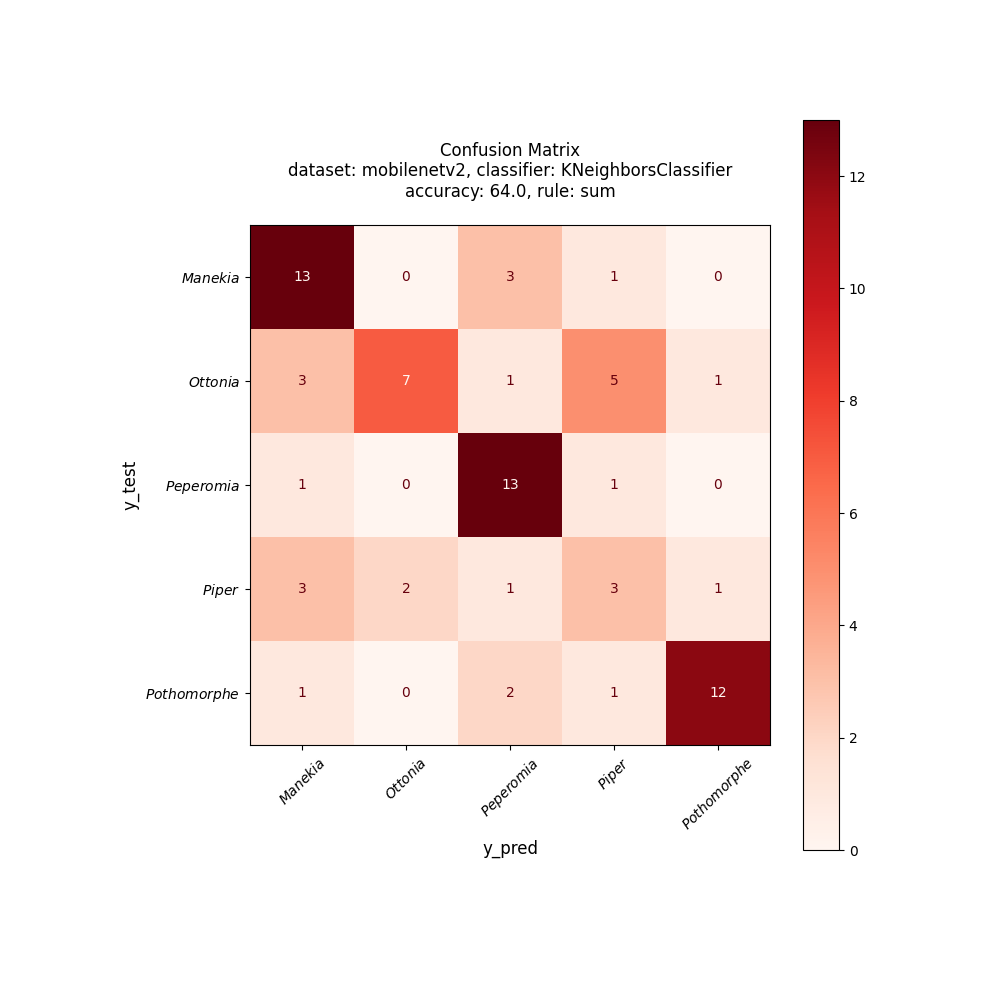 Confusion Matrix
dataset: mobilenetv2, classifier: KNeighborsClassifier
accuracy: 64.0, rule: sum
Manekia 13 0 3 1 0
Ottonia 3 7 1 5 1
Peperomia 1 0 13 1 0
Piper 3 2 1 3 1
Pothomorphe 1 0 2 1 12
Manekia Ottonia Peperomia Piper Pothomorphe
y_pred
y_test
12
10
8
6
4
2
0